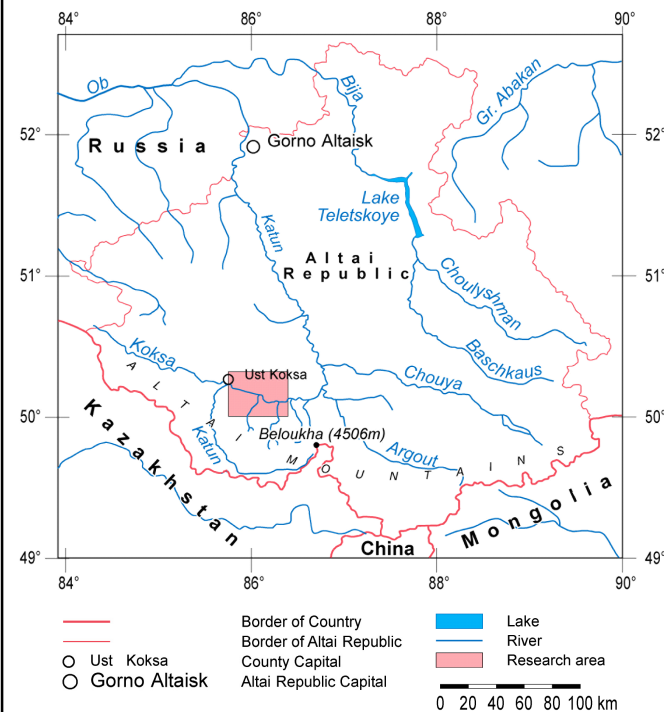 84°
86°
88°
90°
Ob
Bija
Gr. Abakan
52°
52°
Russia
Gorno Altaisk
Lake
Teletskoye
Katun
Altai
Republic
51°
51°
Choulyshman
Koksa
Baschkaus
Ust Koksa
Chouya
50°
50°
ALTAI MOUNTAINS
Katun
Beloukha (4506m)
Argout
Kazakhstan
Mongolia
China
49°
49°
84°
86°
88°
90°
Border of Country
Lake
Border of Altai Republic
River
Ust Koksa
County Capital
Research area
Gorno Altaisk
Altai Republic Capital
0 20 40 60 80 100 km